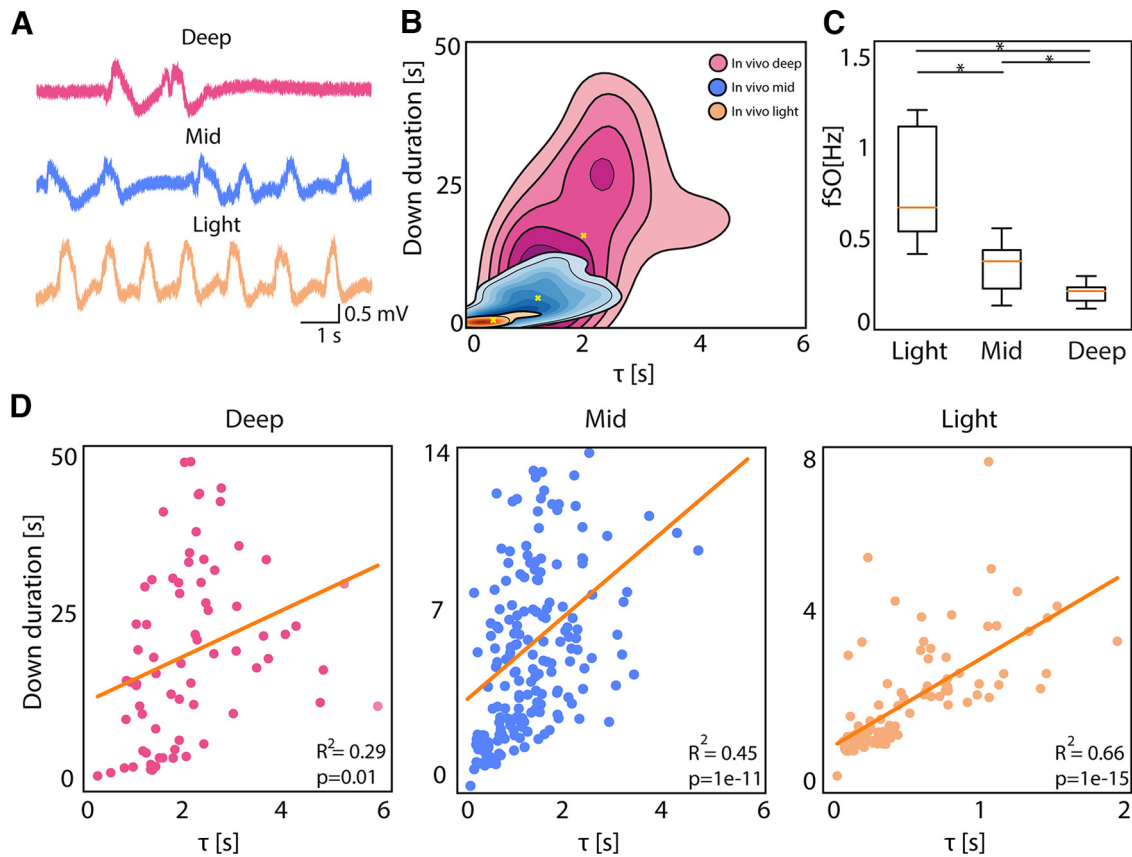 A
Deep
Mid
Light
0.5 mV
1 s
B
Down duration [s]
50
25
0
0
2
4
6
τ [s]
In vivo deep
In vivo mid
In vivo light
C
fSO[Hz]
1.5
1
0.5
0
*
*
*
Light
Mid
Deep
D
Deep
Down duration [s]
50
25
0
0
2
4
6
τ [s]
R²= 0.29
p=0.01
Mid
14
7
0
0
2
4
6
τ [s]
R²= 0.45
p=1e-11
Light
8
4
0
0
1
2
τ [s]
R²= 0.66
p=1e-15